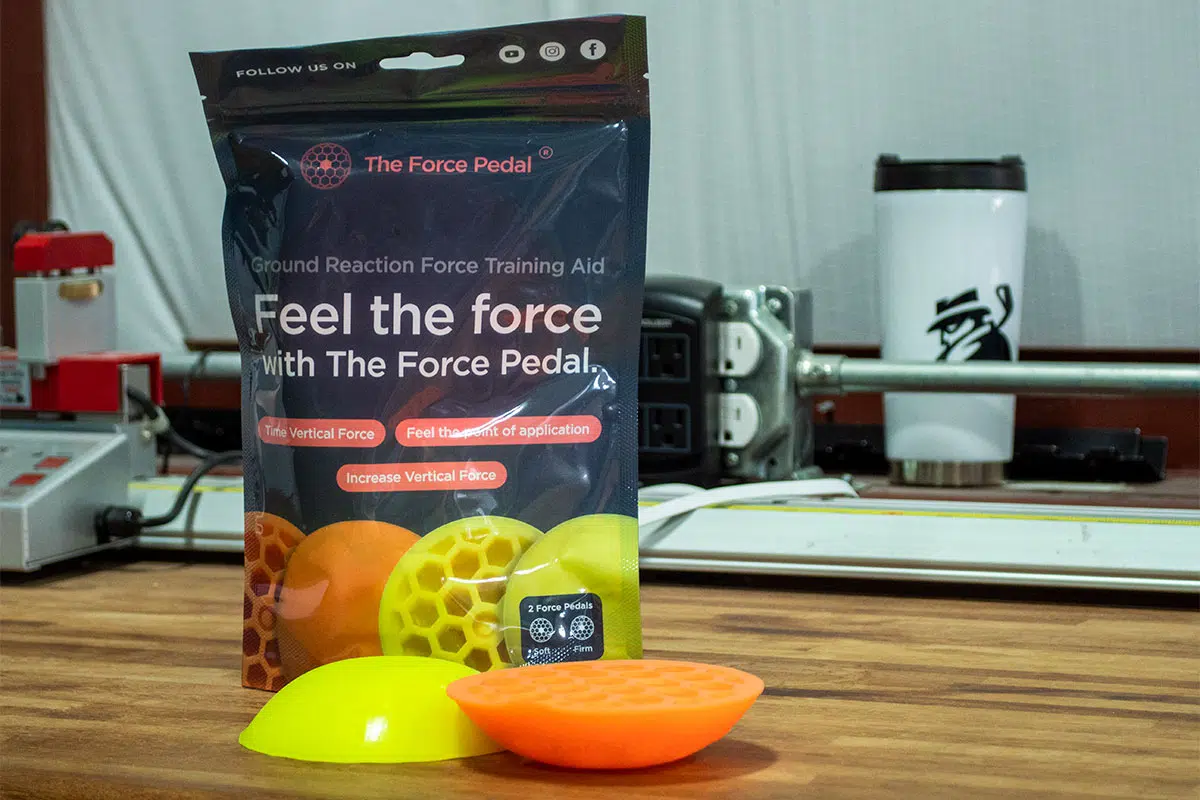 FOLLOW US ON
The Force Pedal ®
Ground Reaction Force Training Aid
Feel the force
with The Force Pedal.
Time Vertical Force
Feel the point of application
Increase Vertical Force
2 Force Pedals
Soft Firm